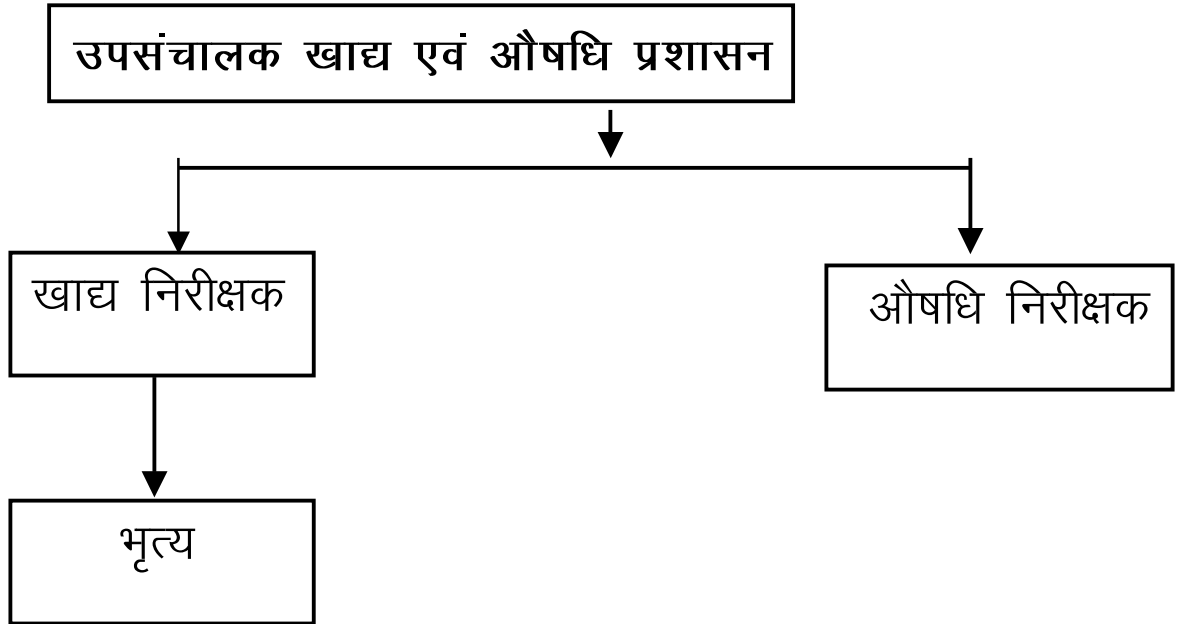 उपसंचालक खाद्य एवं औषधि प्रशासन
खाद्य निरीक्षक
औषधि निरीक्षक
भृत्य